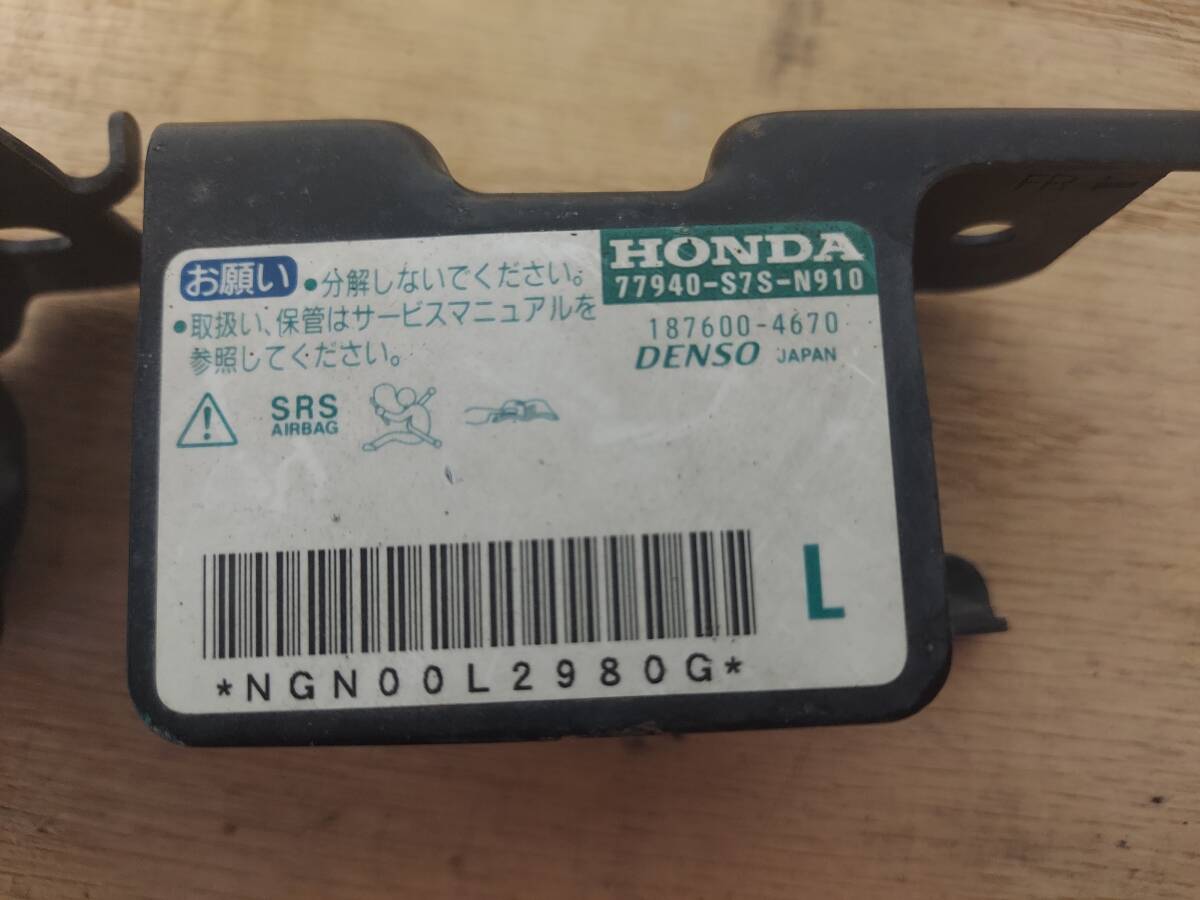 お願い ●分解しないでください。
●取扱い、保管はサービスマニュアルを
参照してください。
HONDA
77940-S7S-N910
187600-4670
DENSO JAPAN
SRS
AIRBAG
L
*NGN00L2980G*